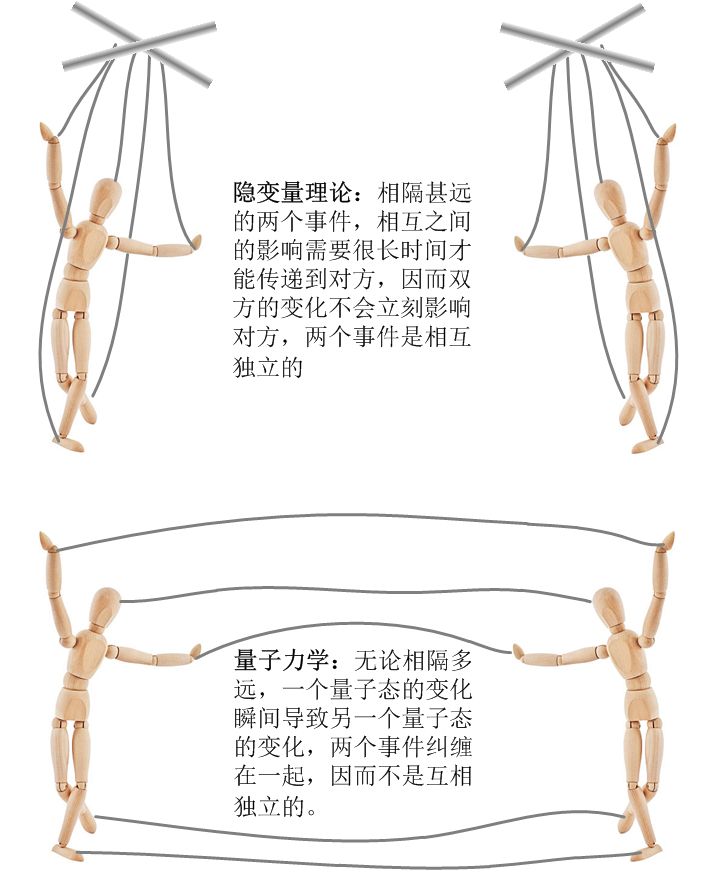 隐变量理论：相隔甚远
的两个事件，相互之间
的影响需要很长时间才
能传递到对方，因而双
方的变化不会立刻影响
对方，两个事件是相互
独立的
量子力学：无论相隔多
远，一个量子态的变化
瞬间导致另一个量子态
的变化，两个事件纠缠
在一起，因而不是互相
独立的。